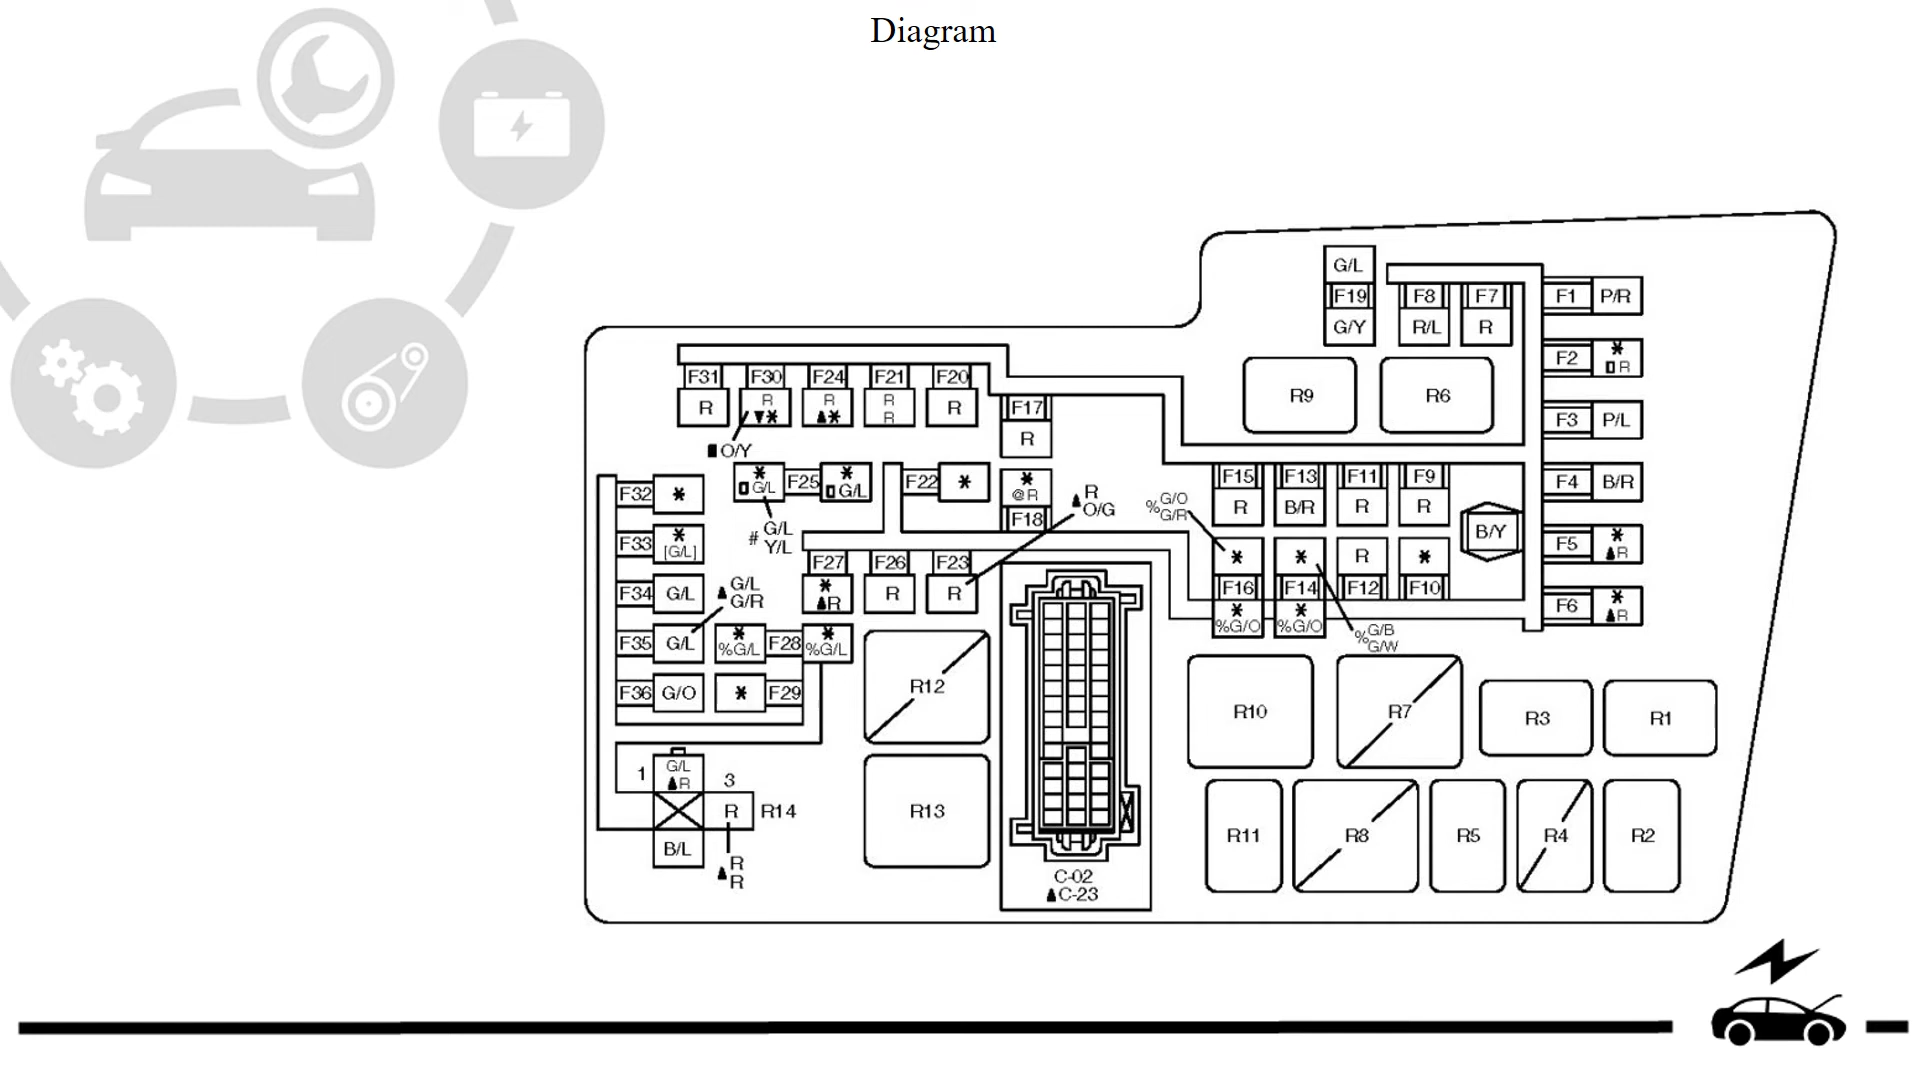 Diagram
G/L
F19 F8 F7 F1 P/R
G/Y R/L R
F2 * ▯R
R9 R6
F31 F30 F24 F21 F20
R R ▼* R ▲* R R R
F17
R
F3 P/L
■ O/Y
* ▯G/L F25 * ▯G/L F22 *
* @R
F18
F15 F13 F11 F9 F4 B/R
R B/R R R
F32 *
▲ R O/G
% G/O G/R
B/Y
# G/L Y/L
F33 * [G/L]
* * R * F5 * ▲R
F27 F26 F23
* ▲R R R
F16 F14 F12 F10
F34 G/L
▲ G/L G/R
* %G/O * %G/O F6 * ▲R
% G/B G/W
F35 G/L * %G/L F28 * %G/L
F36 G/O * F29
R12 R10 R7 R3 R1
1 G/L ▲R 3
R R14
B/L
▲ R R
R13
R11 R8 R5 R4 R2
C-02
▲C-23